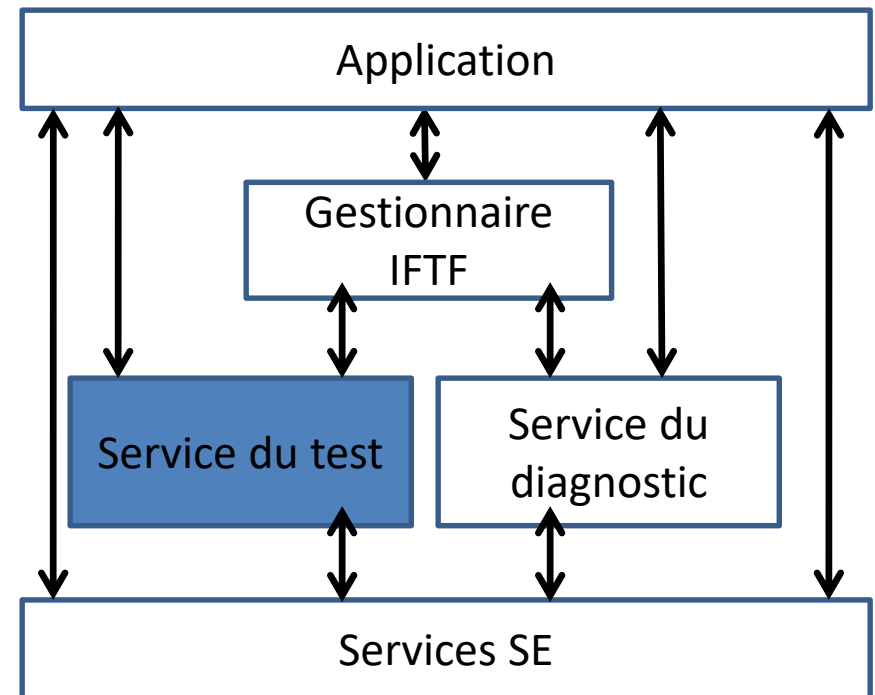 Application
Gestionnaire
IFTF
Service du test
Service du
diagnostic
Services SE